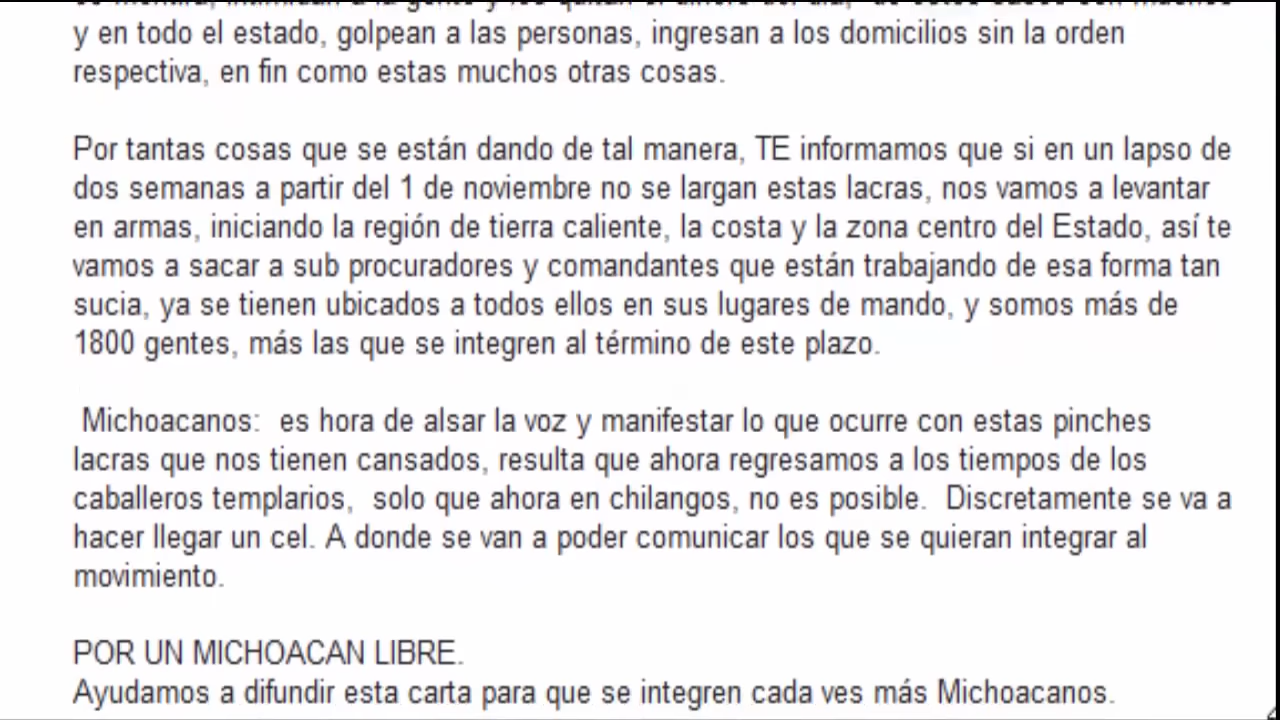 y en todo el estado, golpean a las personas, ingresan a los domicilios sin la orden
respectiva, en fin como estas muchos otras cosas.
Por tantas cosas que se están dando de tal manera, TE informamos que si en un lapso de
dos semanas a partir del 1 de noviembre no se largan estas lacras, nos vamos a levantar
en armas, iniciando la región de tierra caliente, la costa y la zona centro del Estado, así te
vamos a sacar a sub procuradores y comandantes que están trabajando de esa forma tan
sucia, ya se tienen ubicados a todos ellos en sus lugares de mando, y somos más de
1800 gentes, más las que se integren al término de este plazo.
Michoacanos:  es hora de alsar la voz y manifestar lo que ocurre con estas pinches
lacras que nos tienen cansados, resulta que ahora regresamos a los tiempos de los
caballeros templarios,  solo que ahora en chilangos, no es posible.  Discretamente se va a
hacer llegar un cel. A donde se van a poder comunicar los que se quieran integrar al
movimiento.
POR UN MICHOACAN LIBRE.
Ayudamos a difundir esta carta para que se integren cada ves más Michoacanos.